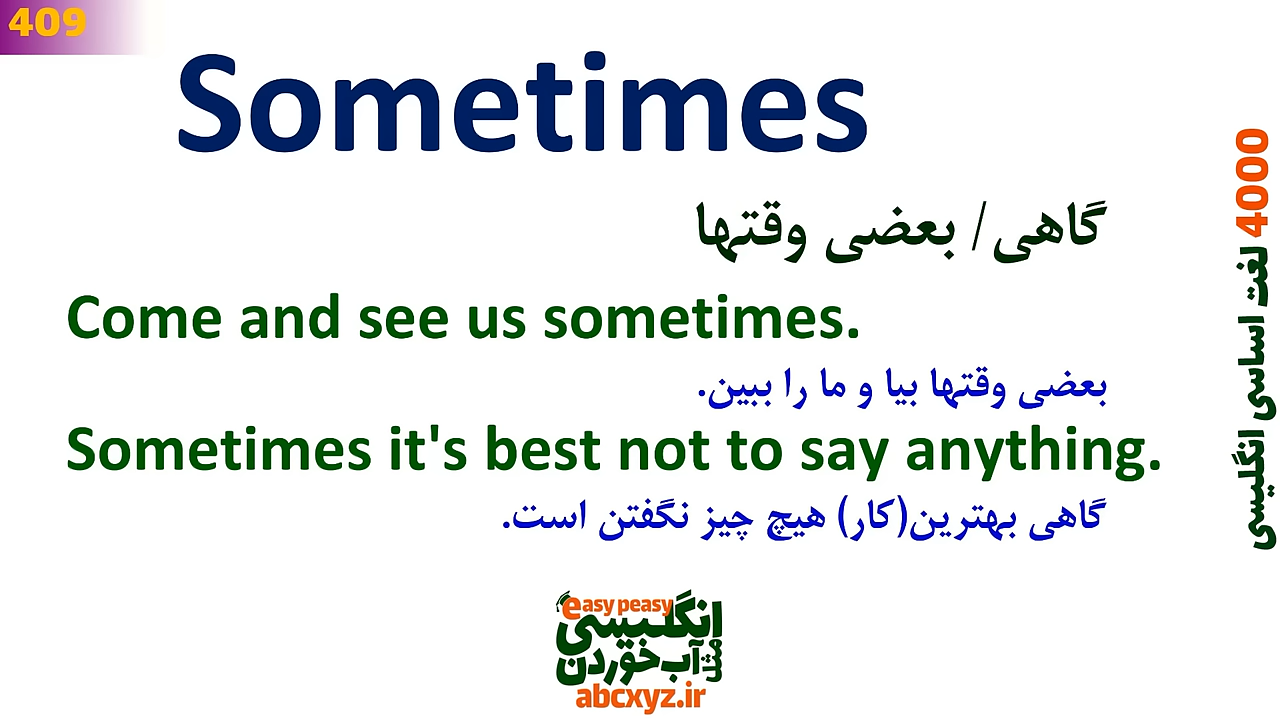 409
Sometimes
گاهی/ بعضی وقتها
Come and see us sometimes.
بعضی وقتها بیا و ما را ببین.
Sometimes it's best not to say anything.
گاهی بهترین(کار) هیچ چیز نگفتن است.
4000 لغت اساسی انگلیسی
easy peasy
انگلیسی
مثل آب خوردن
abcxyz.ir